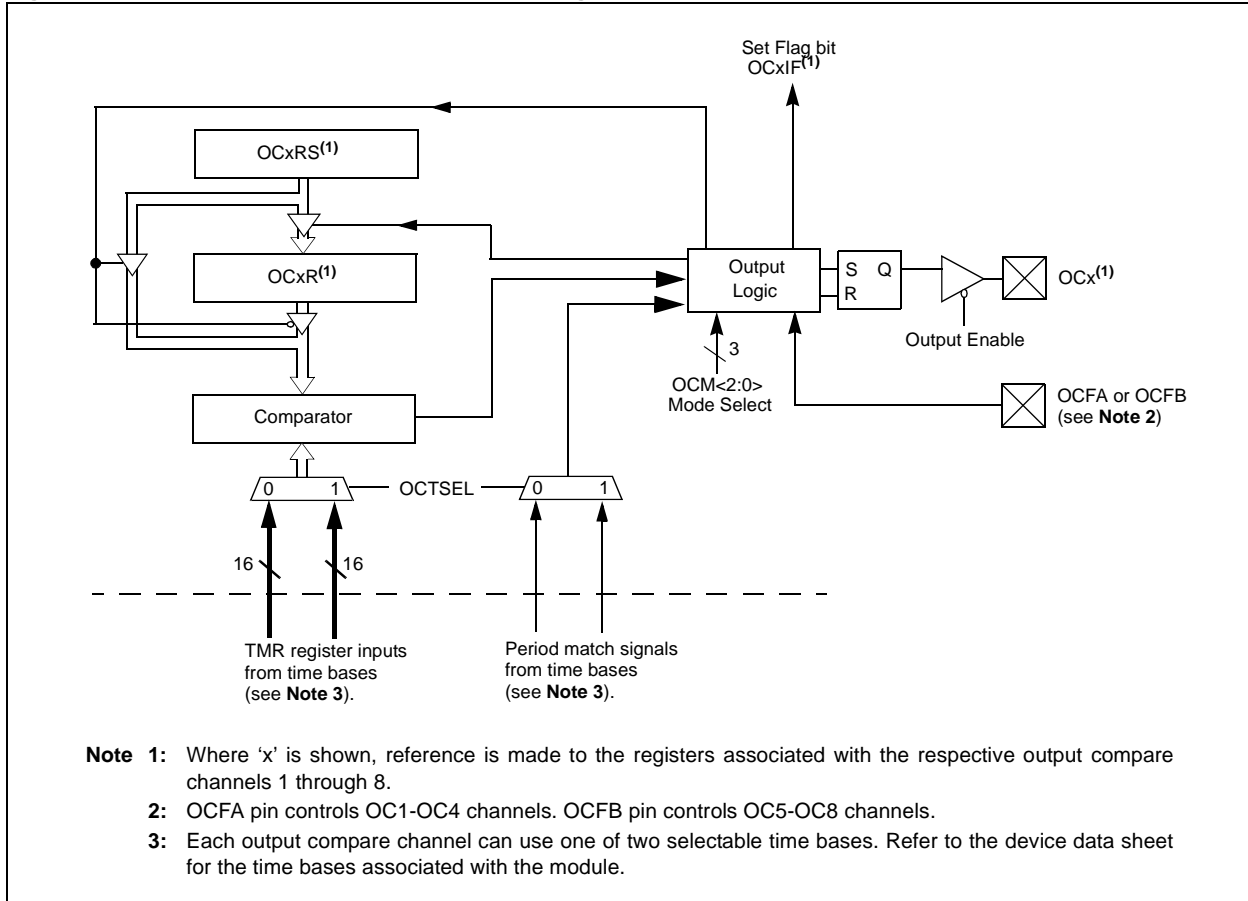 Set Flag bit
OCxIF(1)
OCxRS(1)
OCxR(1)
Output
Logic
S Q
R
OCx(1)
Output Enable
3
OCM<2:0>
Mode Select
OCFA or OCFB
(see Note 2)
Comparator
0 1
OCTSEL
0 1
16
16
TMR register inputs
from time bases
(see Note 3).
Period match signals
from time bases
(see Note 3).
Note 1: Where ‘x’ is shown, reference is made to the registers associated with the respective output compare
channels 1 through 8.
2: OCFA pin controls OC1-OC4 channels. OCFB pin controls OC5-OC8 channels.
3: Each output compare channel can use one of two selectable time bases. Refer to the device data sheet
for the time bases associated with the module.